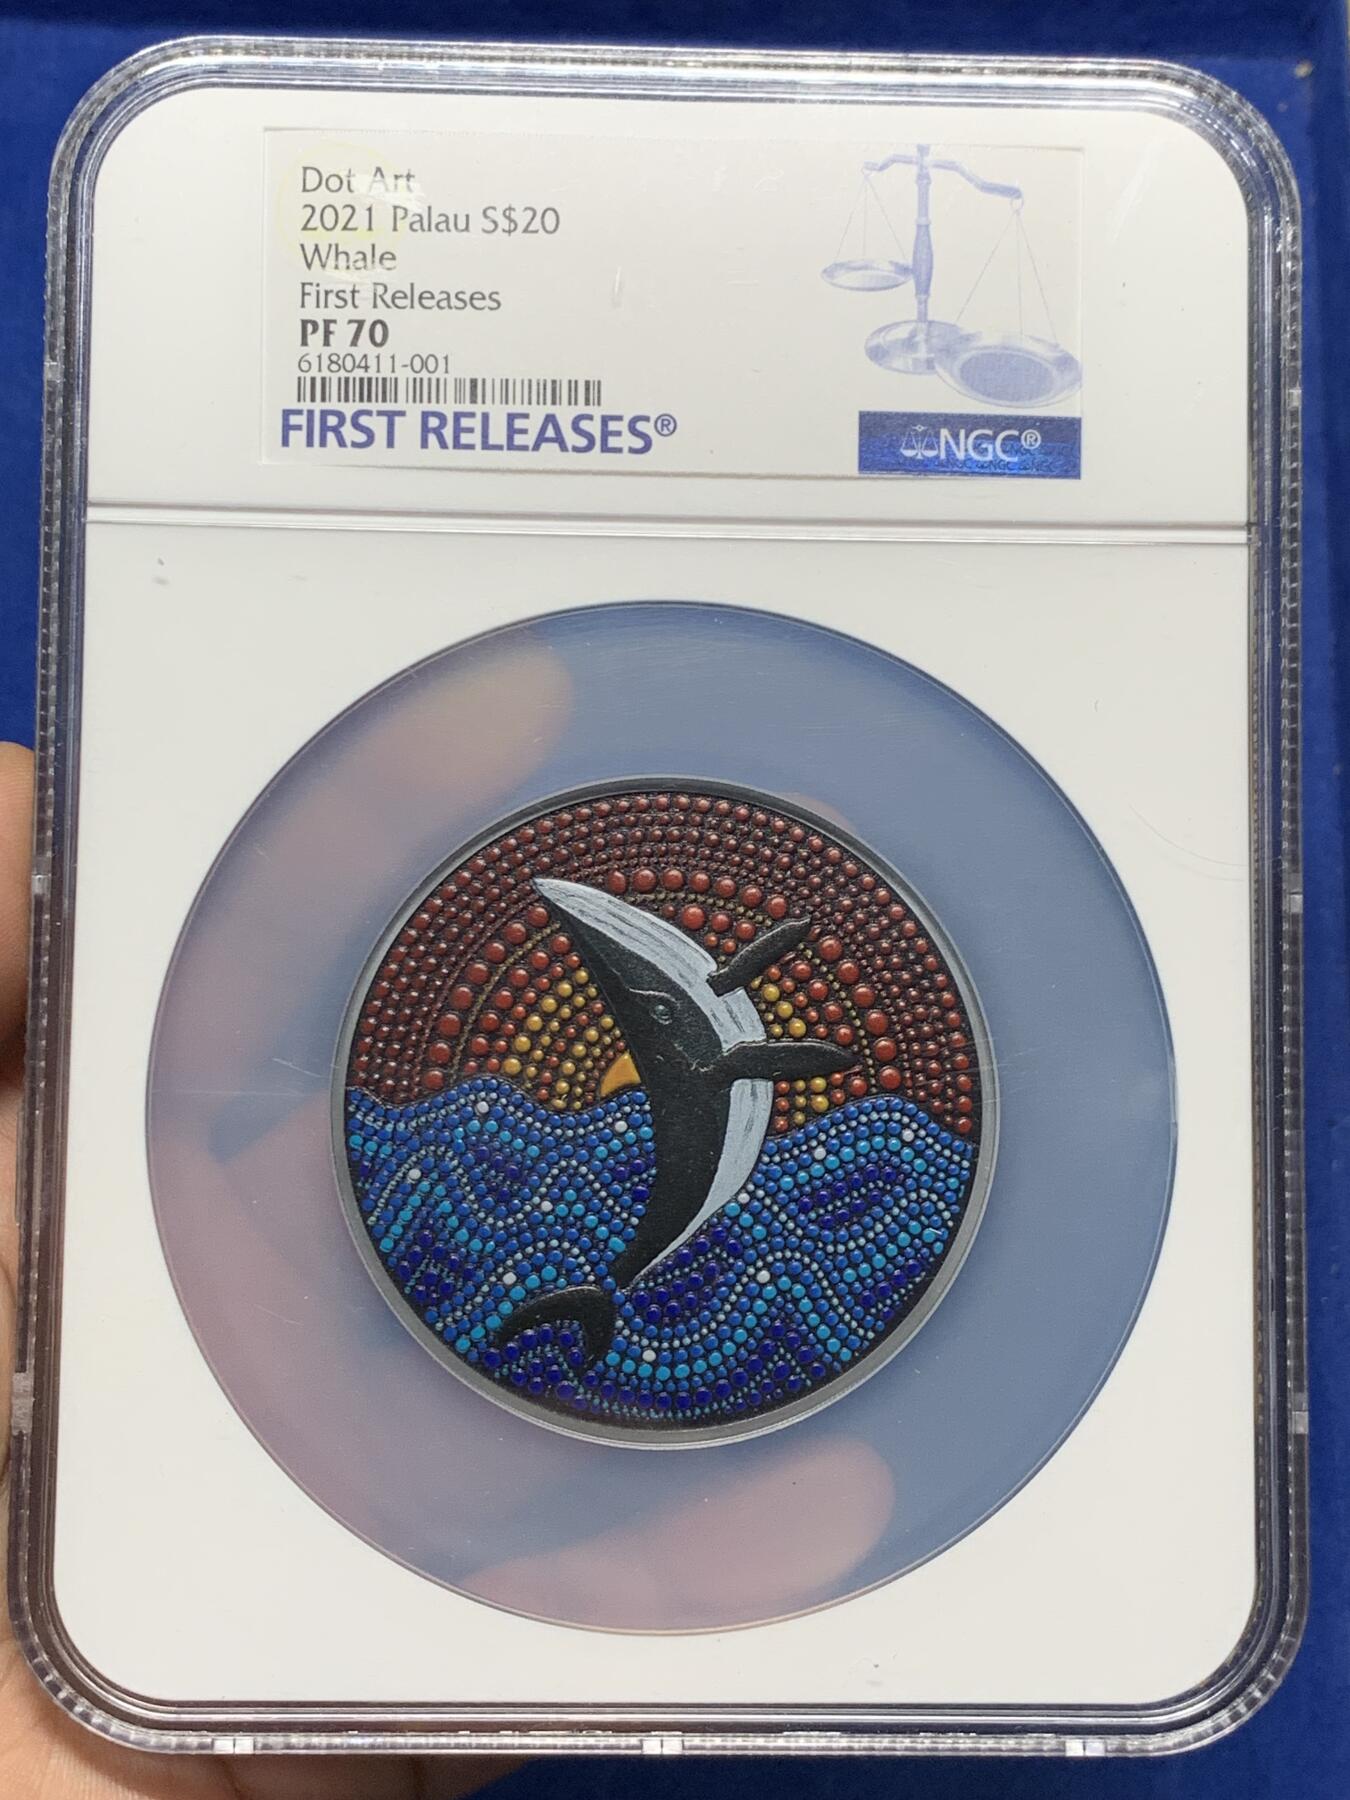 Dot Art
2021 Palau S$20
Whale
First Releases
PF 70
6180411-001
FIRST RELEASES®
NGC®